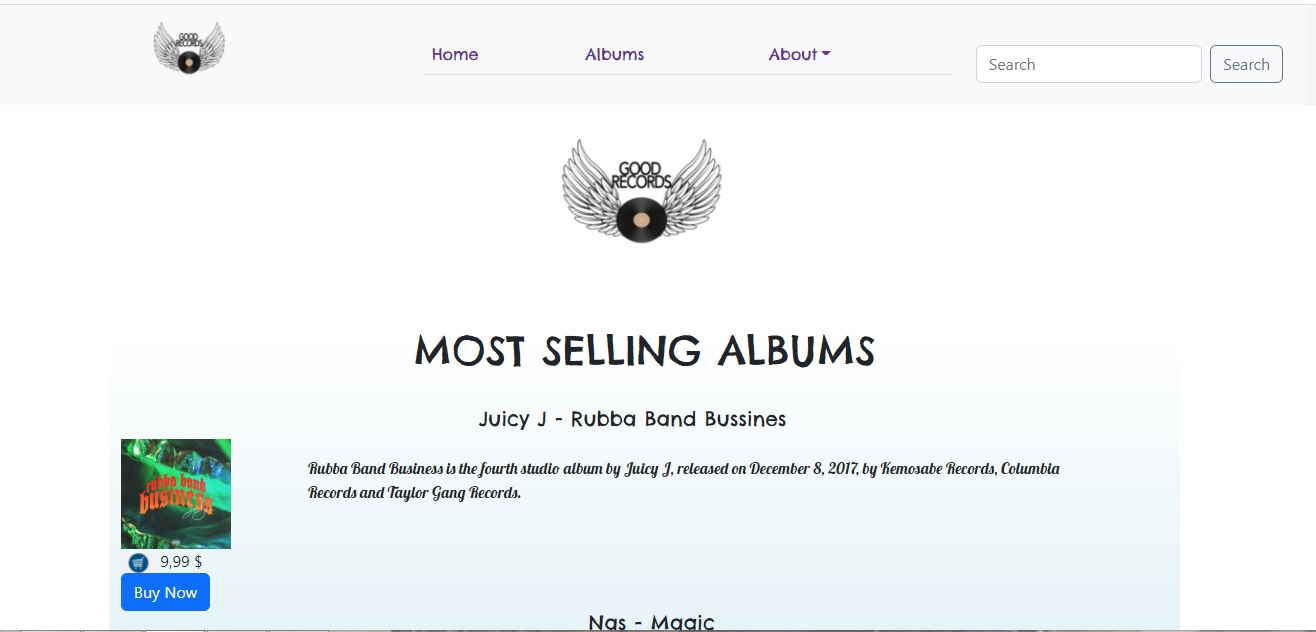 GOOD
RECORDS
Home
Albums
About
Search
Search
GOOD
RECORDS
MOST SELLING ALBUMS
Juicy J - Rubba Band Bussines
rubba band
business
Rubba Band Business is the fourth studio album by Juicy J, released on December 8, 2017, by Kemosabe Records, Columbia
Records and Taylor Gang Records.
9,99 $
Buy Now
Nas - Magic